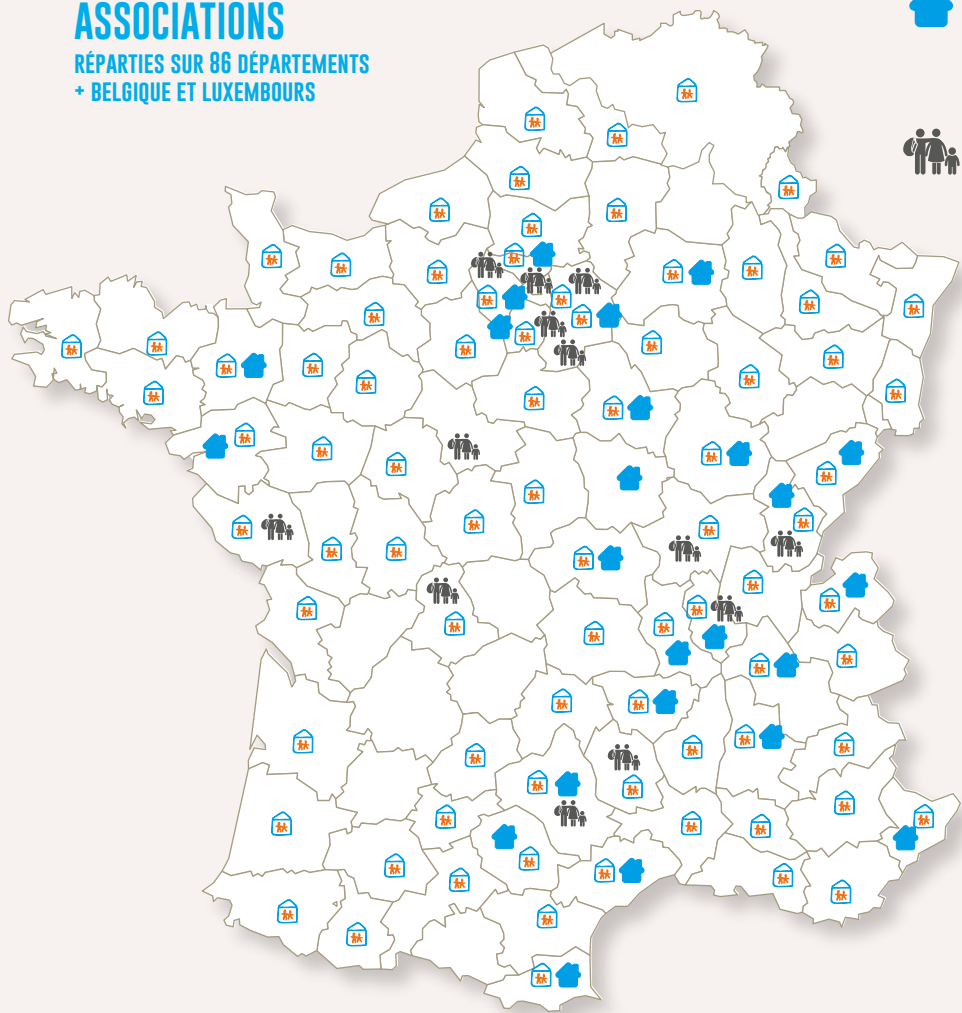 ASSOCIATIONS
RÉPARTIES SUR 86 DÉPARTEMENTS
+ BELGIQUE ET LUXEMBOURS